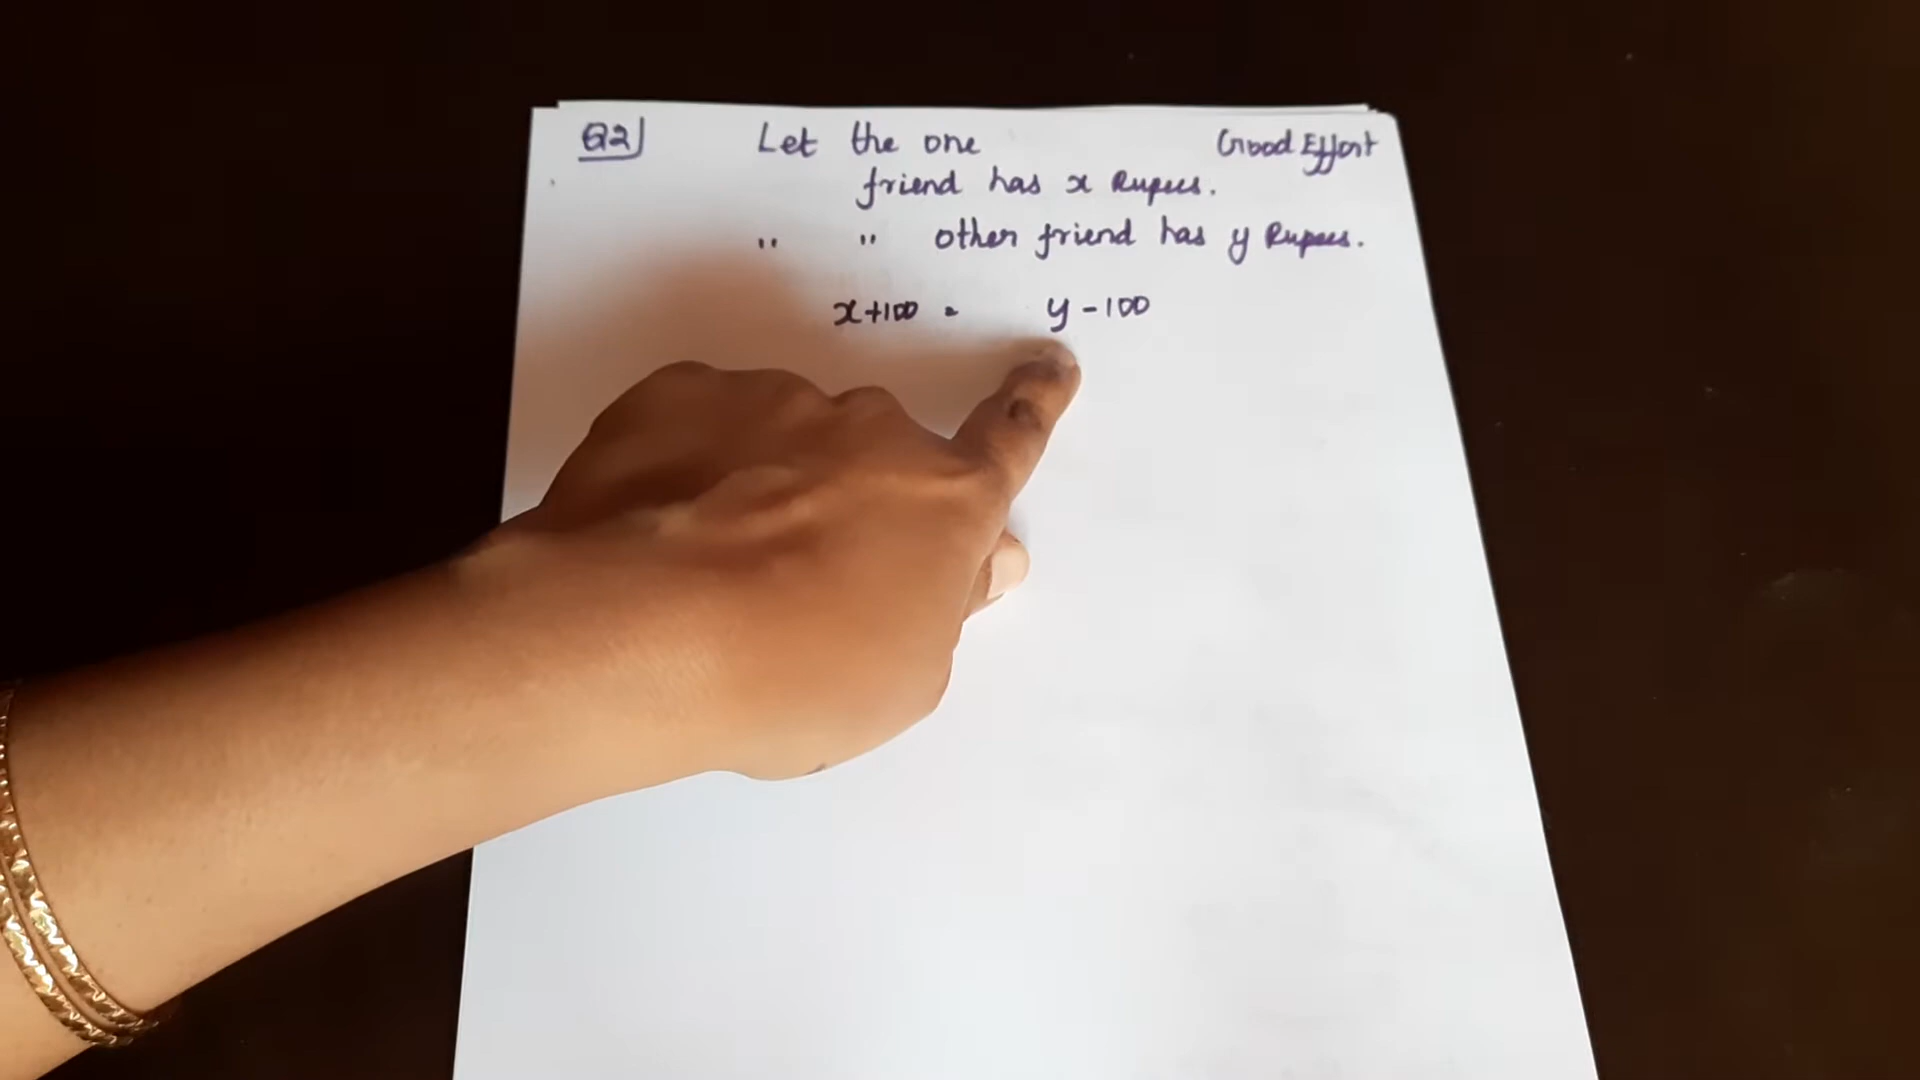 Q2] Let the one Good Effort
friend has x Rupees.
" " other friend has y Rupees.
x+100 = y-100